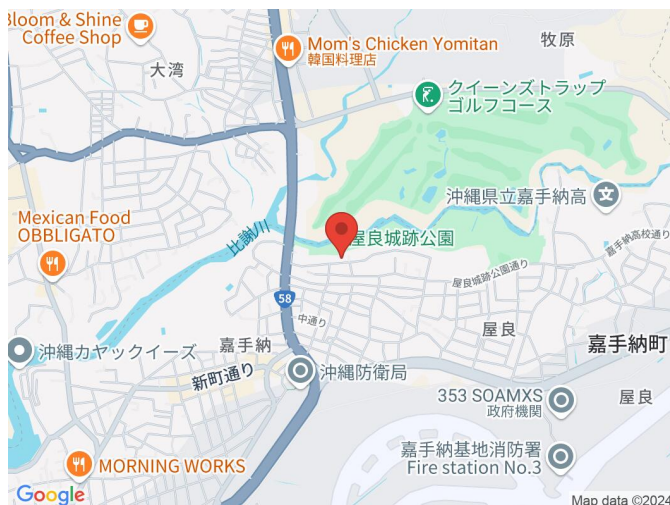 Bloom & Shine
Coffee Shop
大湾
Mom's Chicken Yomitan
韓国料理店
牧原
クイーンズトラップ
ゴルフコース
沖縄県立嘉手納高
Mexican Food
OBBLIGATO
比謝川
屋良城跡公園
嘉手納高校通り
屋良城跡公園通り
58
中通り
沖縄カヤックイーズ
嘉手納
新町通り
沖縄防衛局
屋良
嘉手納町
353 SOAMXS
政府機関
屋良
嘉手納基地消防署
Fire station No.3
MORNING WORKS
Google
Map data ©2024